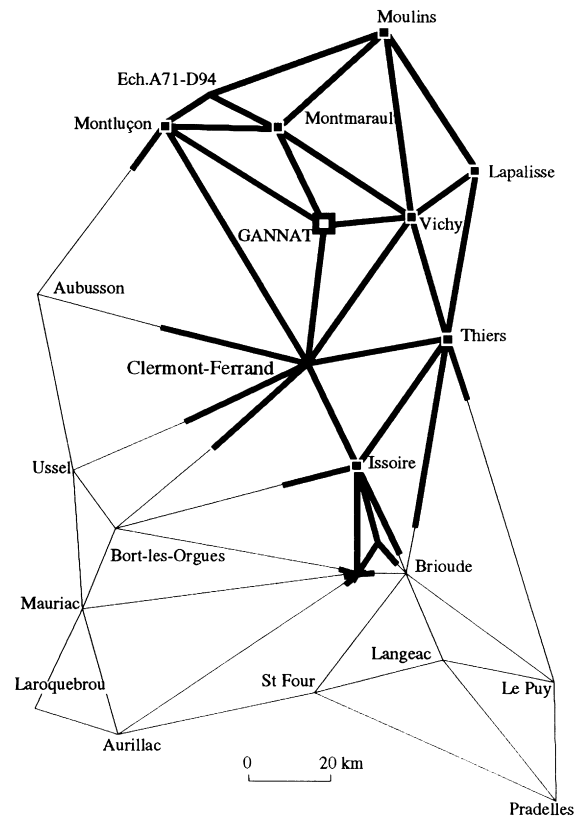 Moulins
Ech.A71-D94
Montluçon
Montmarault
Lapalisse
GANNAT
Vichy
Aubusson
Thiers
Clermont-Ferrand
Ussel
Issoire
Bort-les-Orgues
Brioude
Mauriac
Langeac
Laroquebrou
St Four
Le Puy
Aurillac
0 20 km
Pradelles